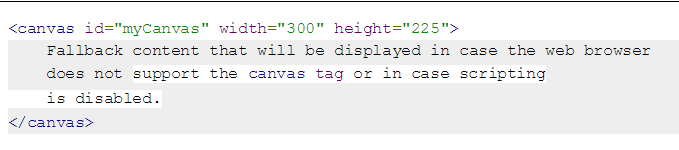 <canvas id="myCanvas" width="300" height="225">
    Fallback content that will be displayed in case the web browser
    does not support the canvas tag or in case scripting
    is disabled.
</canvas>